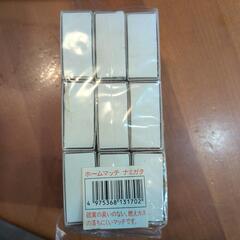 ホームマッチ ナミガタ
4 975368 131702
硫黄の臭いのない、燃えカス
の落ちにくいマッチです。